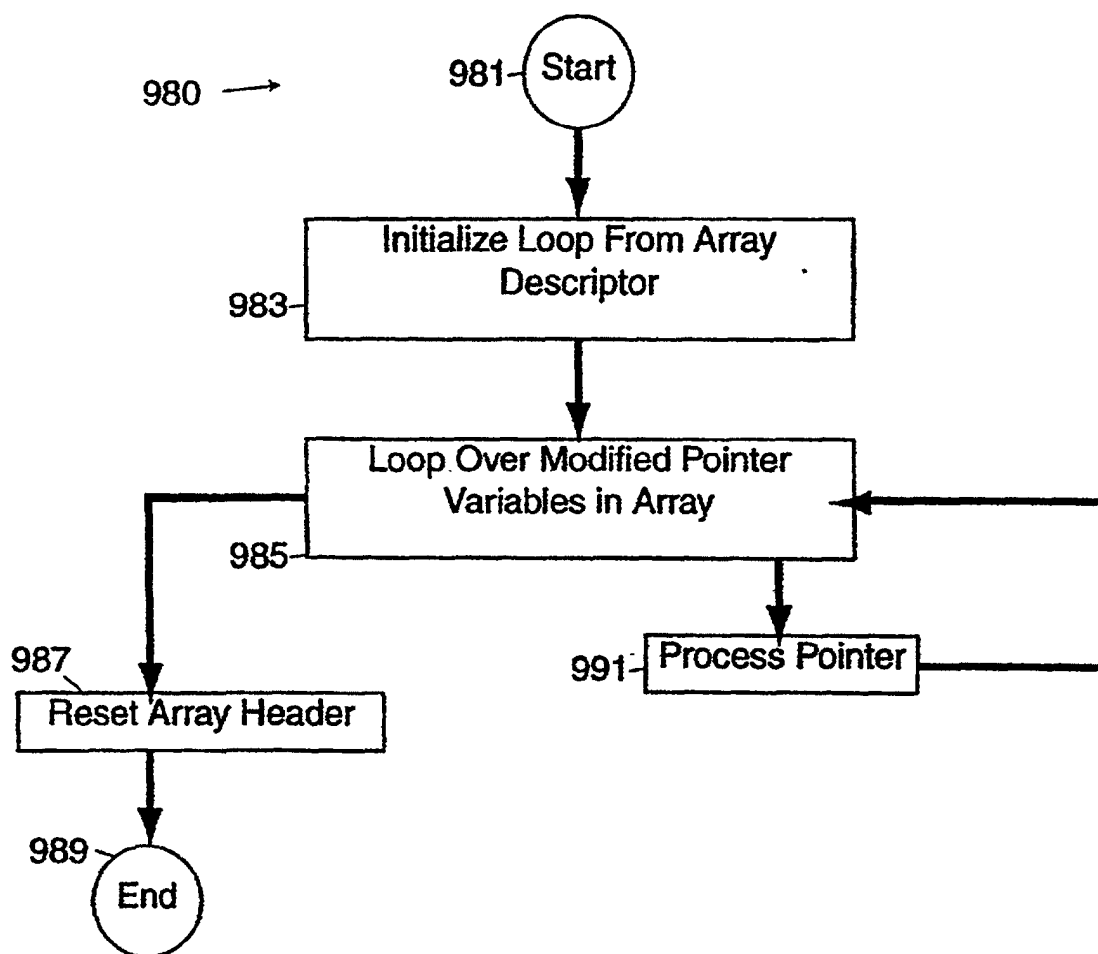 981
Start
980
Initialize Loop From Array
Descriptor
983
Loop Over Modified Pointer
Variables in Array
985
987
991
Process Pointer
Reset Array Header
989
End